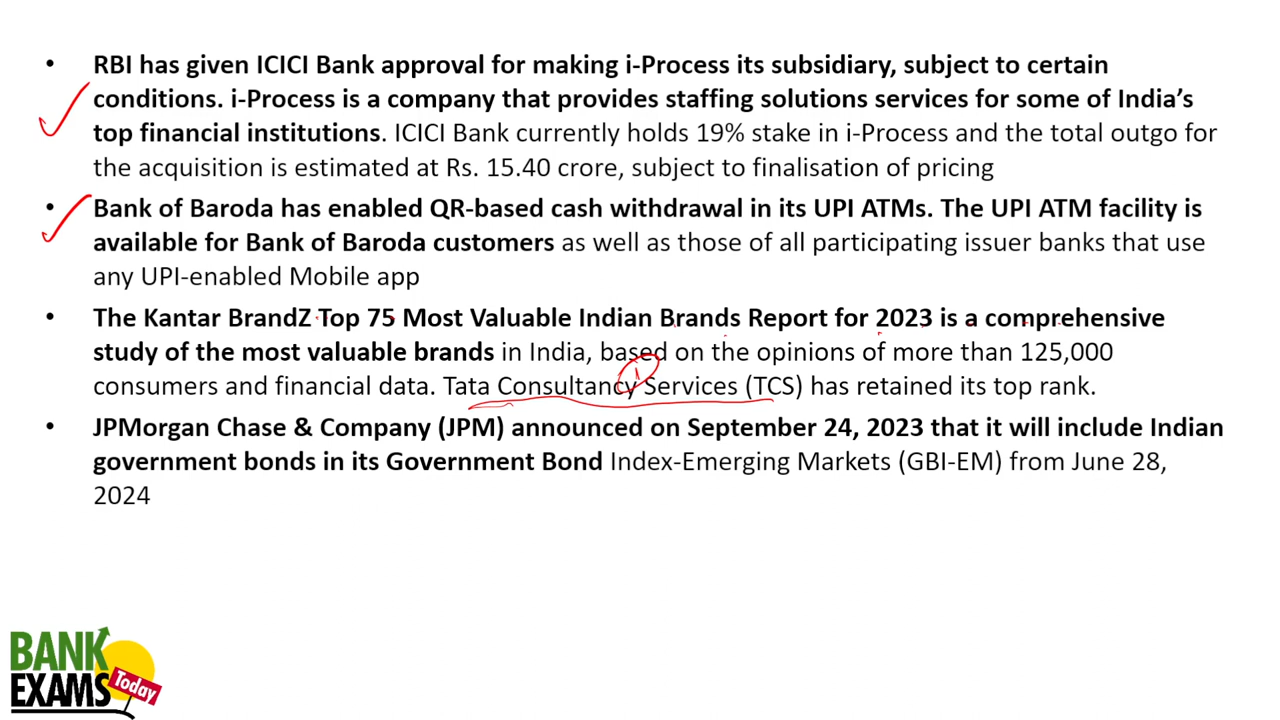 • RBI has given ICICI Bank approval for making i-Process its subsidiary, subject to certain
conditions. i-Process is a company that provides staffing solutions services for some of India's
top financial institutions. ICICI Bank currently holds 19% stake in i-Process and the total outgo for
the acquisition is estimated at Rs. 15.40 crore, subject to finalisation of pricing
• Bank of Baroda has enabled QR-based cash withdrawal in its UPI ATMs. The UPI ATM facility is
available for Bank of Baroda customers as well as those of all participating issuer banks that use
any UPI-enabled Mobile app
• The Kantar BrandZ Top 75 Most Valuable Indian Brands Report for 2023 is a comprehensive
study of the most valuable brands in India, based on the opinions of more than 125,000
consumers and financial data. Tata Consultancy Services (TCS) has retained its top rank.
1
• JPMorgan Chase & Company (JPM) announced on September 24, 2023 that it will include Indian
government bonds in its Government Bond Index-Emerging Markets (GBI-EM) from June 28,
2024
BANK
EXAMS
Today